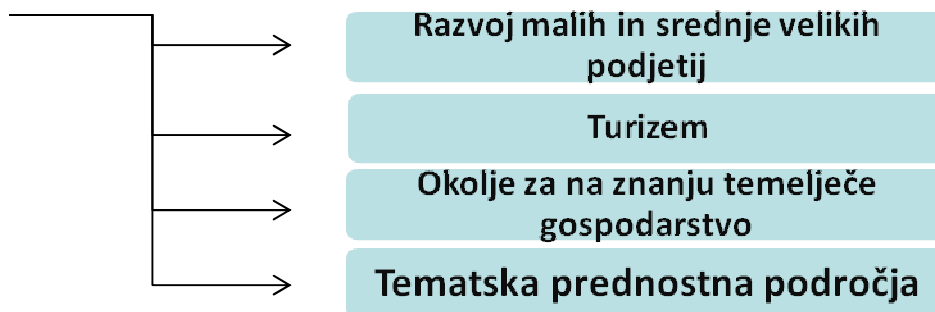 Razvoj malih in srednje velikih
podjetij
Turizem
Okolje za na znanju temelječe
gospodarstvo
Tematska prednostna področja